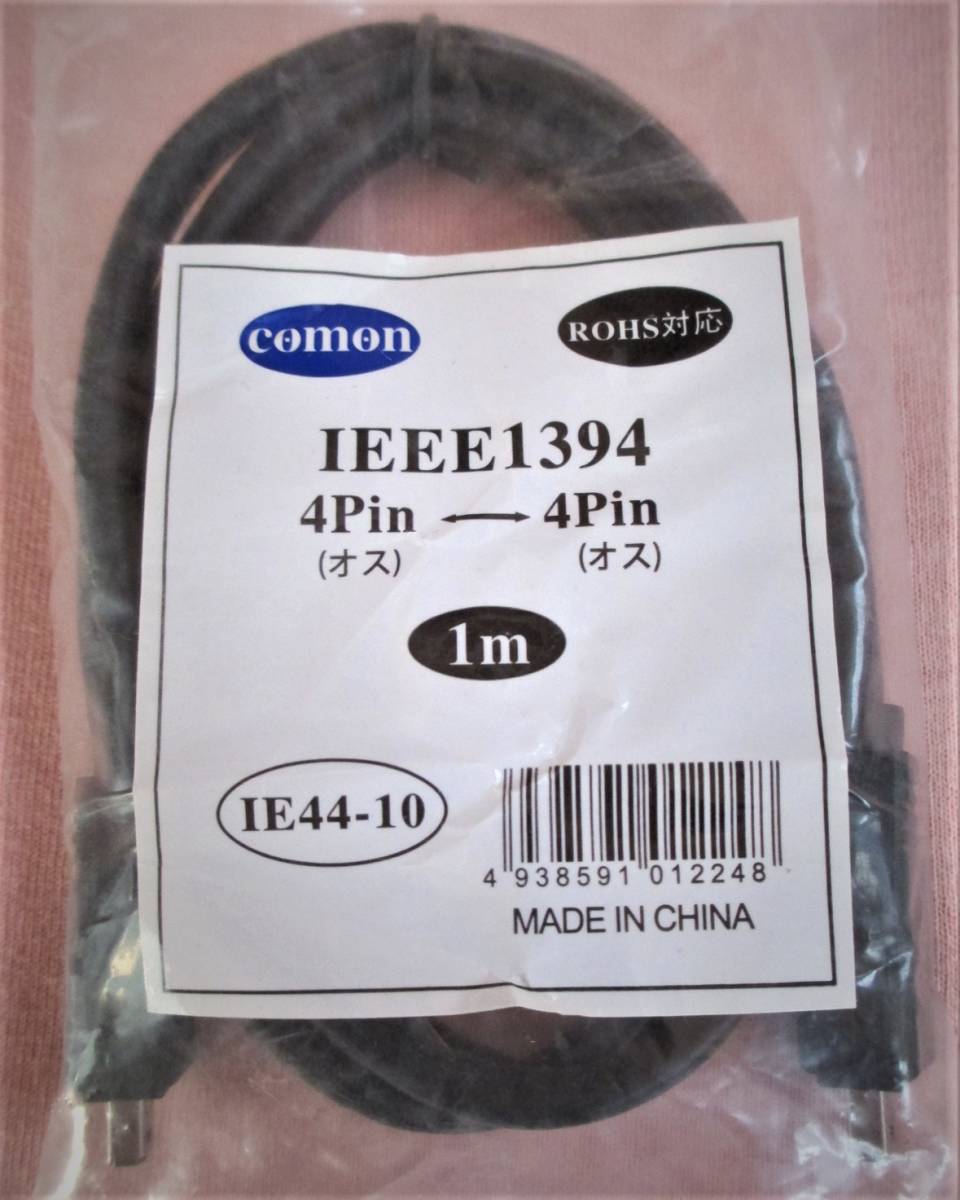 comon
ROHS対応
IEEE1394
4Pin ↔ 4Pin
(オス) (オス)
1m
IE44-10
4 938591 012248
MADE IN CHINA